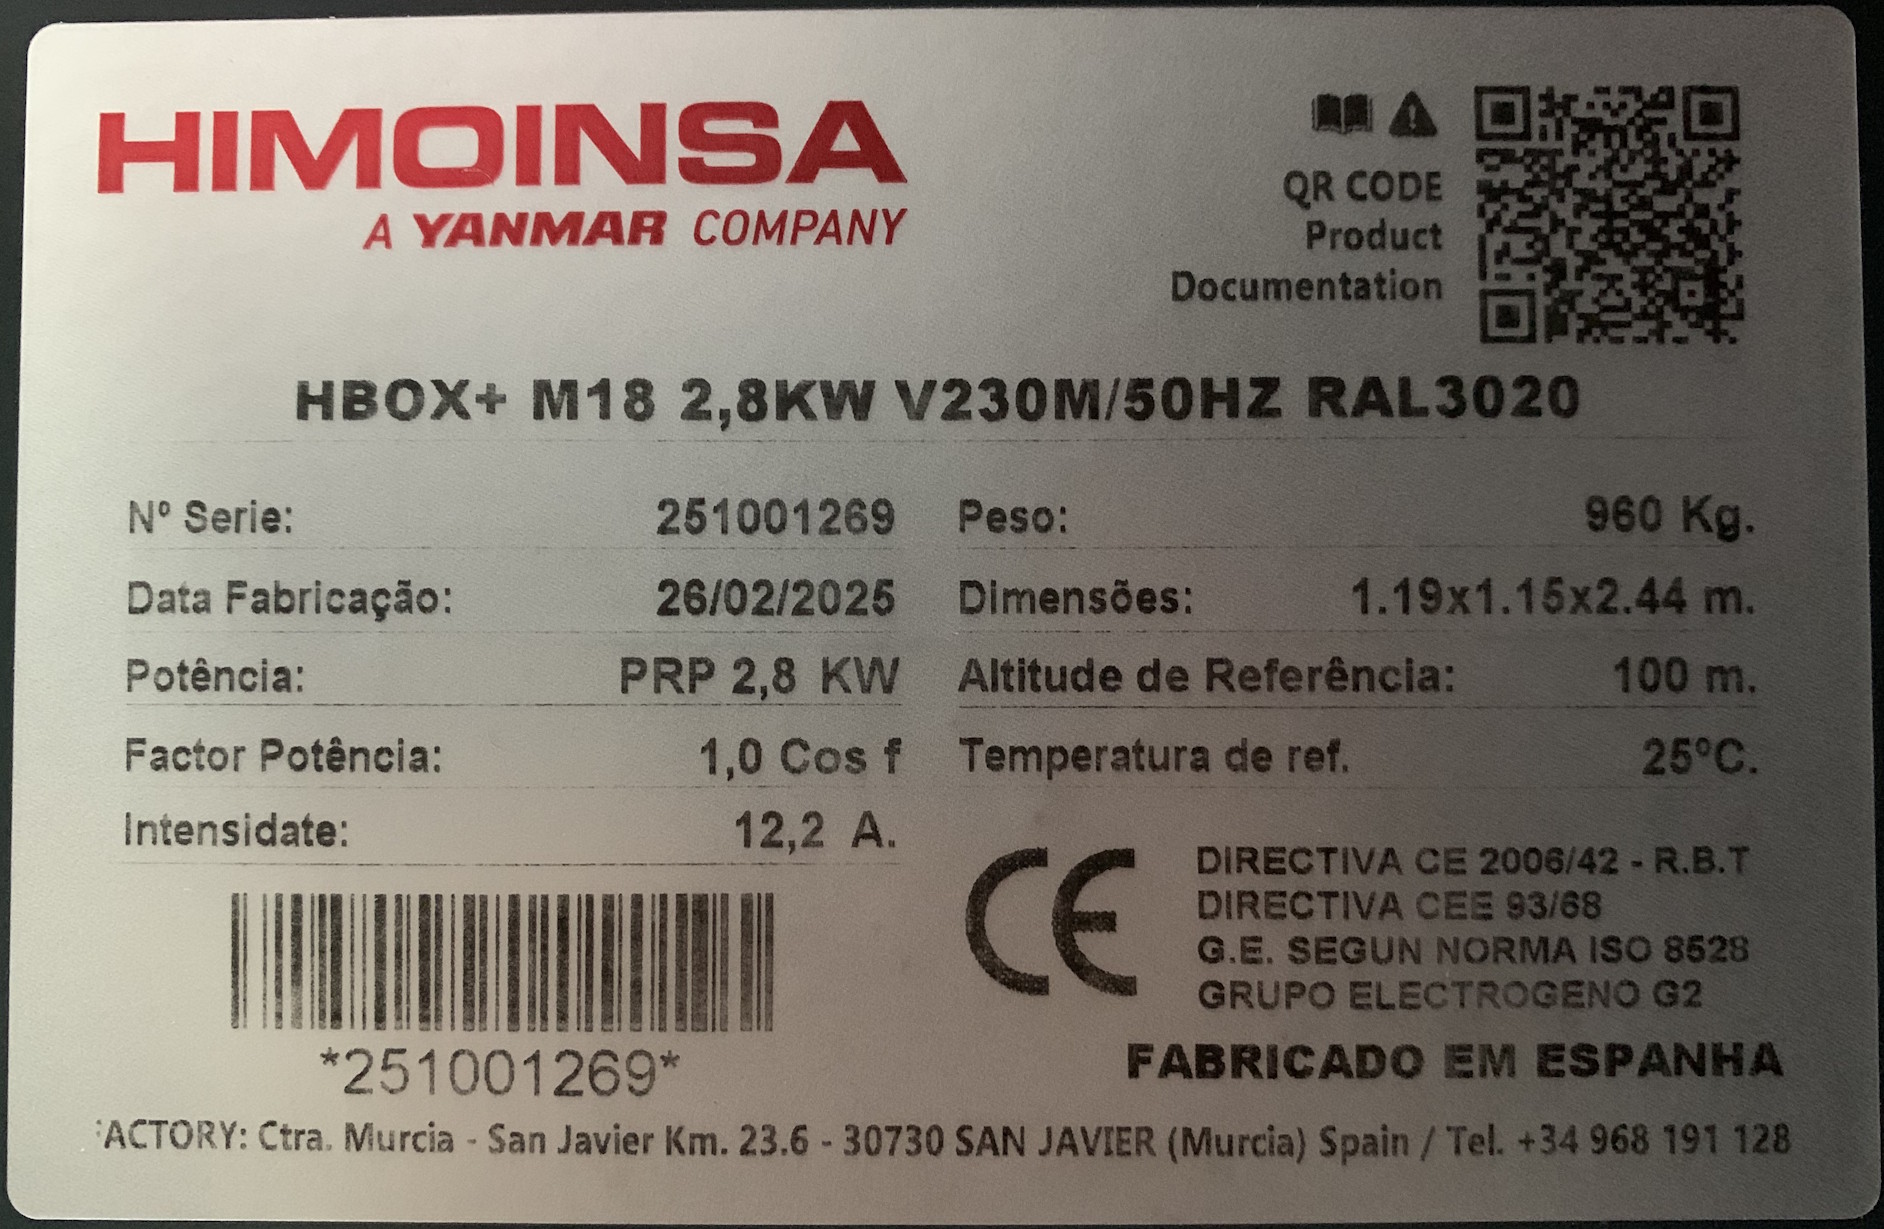 HIMOINSA
A YANMAR COMPANY
QR CODE
Product
Documentation
HBOX+ M18 2,8KW V230M/50HZ RAL3020
Nº Serie: 251001269
Peso: 960 Kg.
Data Fabricação: 26/02/2025
Dimensões: 1.19x1.15x2.44 m.
Potência: PRP 2,8 KW
Altitude de Referência: 100 m.
Factor Potência: 1,0 Cos f
Temperatura de ref. 25ºC.
Intensidate: 12,2 A.
CE
DIRECTIVA CE 2006/42 - R.B.T
DIRECTIVA CEE 93/68
G.E. SEGUN NORMA ISO 8528
GRUPO ELECTROGENO G2
*251001269*
FABRICADO EM ESPANHA
FACTORY: Ctra. Murcia - San Javier Km. 23.6 - 30730 SAN JAVIER (Murcia) Spain / Tel. +34 968 191 128